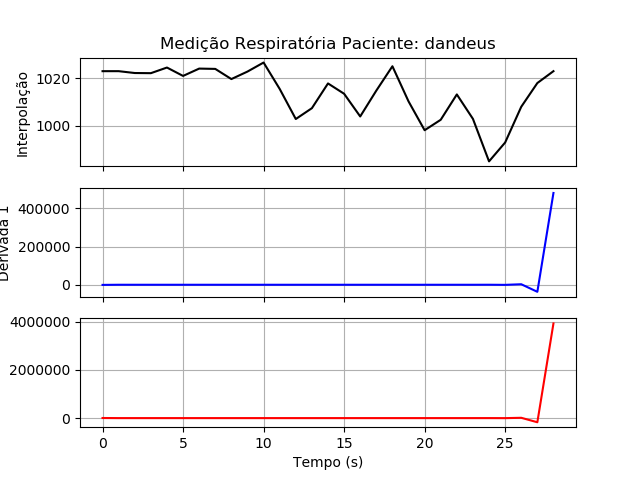 Medição Respiratória Paciente: dandeus
Interpolação
1020
1000
Derivada 1
400000
200000
0
4000000
2000000
0
0 5 10 15 20 25
Tempo (s)